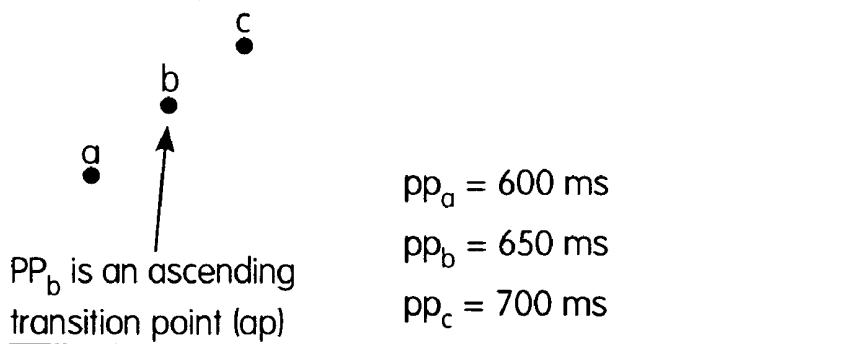 c
b
a
pp_a = 600 ms
pp_b = 650 ms
PP_b is an ascending
transition point (ap)
pp_c = 700 ms